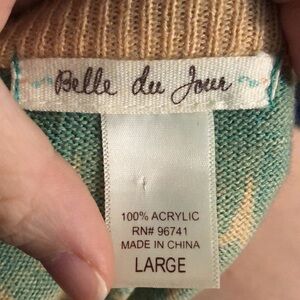 Belle du Jour
100% ACRYLIC
RN# 96741
MADE IN CHINA
LARGE